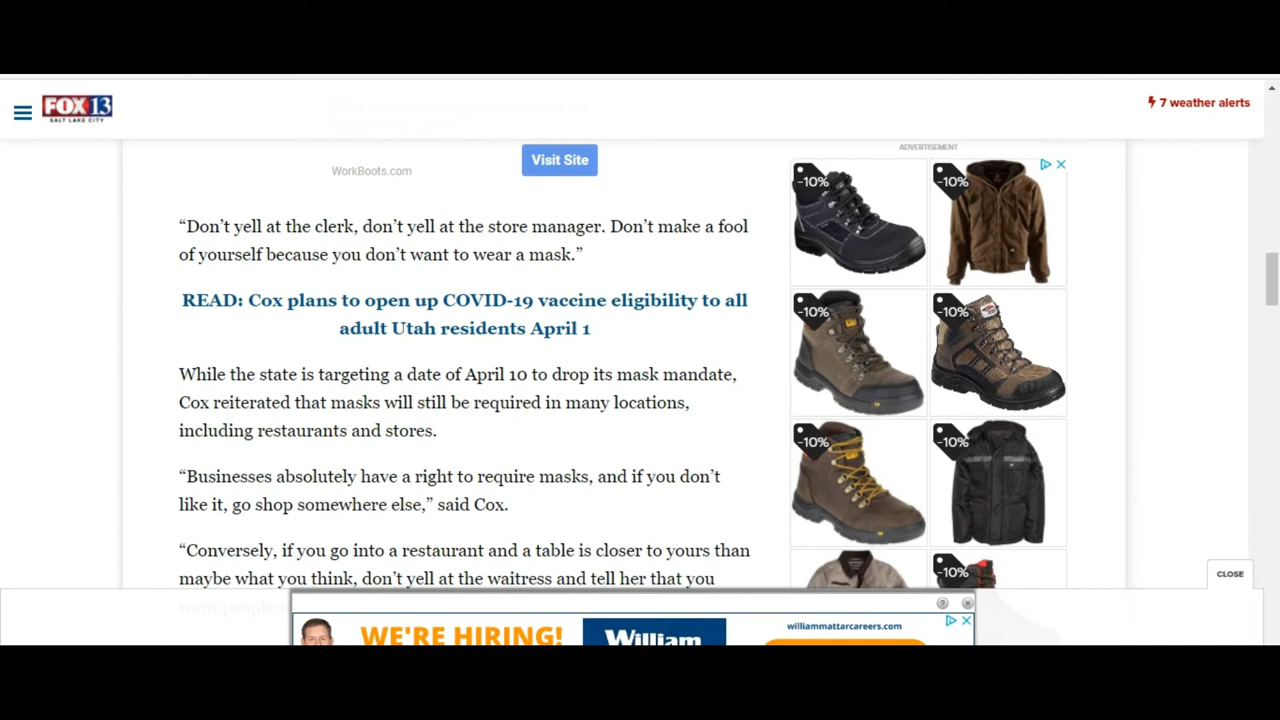 FOX 13
SALT LAKE CITY
7 weather alerts
WorkBoots.com
Visit Site
“Don’t yell at the clerk, don’t yell at the store manager. Don’t make a fool
of yourself because you don’t want to wear a mask.”
READ: Cox plans to open up COVID-19 vaccine eligibility to all
adult Utah residents April 1
While the state is targeting a date of April 10 to drop its mask mandate,
Cox reiterated that masks will still be required in many locations,
including restaurants and stores.
“Businesses absolutely have a right to require masks, and if you don’t
like it, go shop somewhere else,” said Cox.
“Conversely, if you go into a restaurant and a table is closer to yours than
maybe what you think, don’t yell at the waitress and tell her that you
want people
ADVERTISEMENT
-10%
-10%
-10%
-10%
-10%
-10%
-10%
CLOSE
WE'RE HIRING!
William
williammattarcareers.com